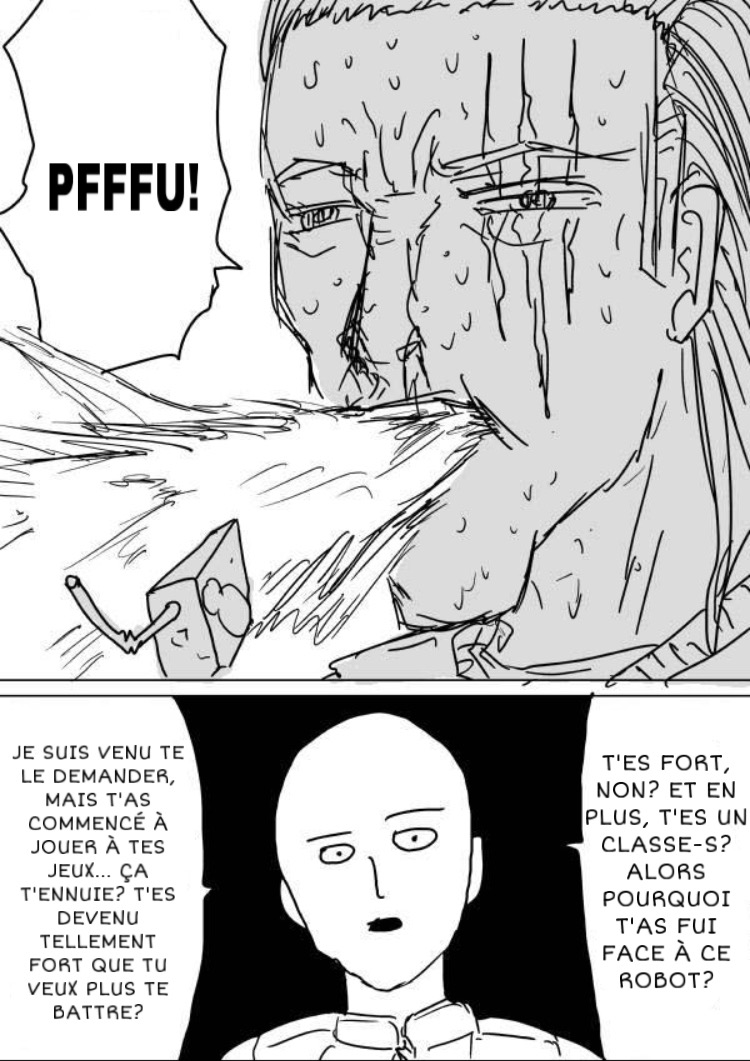 PFFFU!
T'ES FORT,
NON? ET EN
PLUS, T'ES UN
CLASSE-S?
ALORS
POURQUOI
T'AS FUI
FACE À CE
ROBOT?
JE SUIS VENU TE
LE DEMANDER,
MAIS T'AS
COMMENCÉ À
JOUER À TES
JEUX... ÇA
T'ENNUIE? T'ES
DEVENU
TELLEMENT
FORT QUE TU
VEUX PLUS TE
BATTRE?